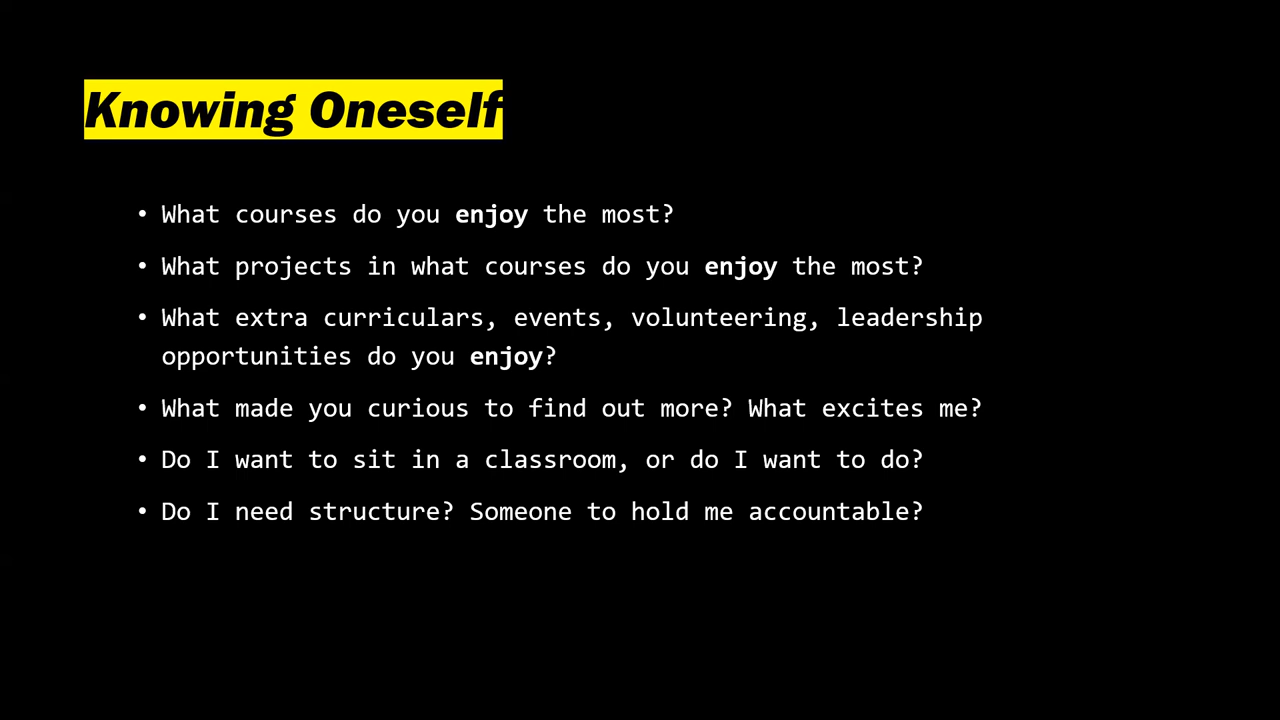 Knowing Oneself
• What courses do you enjoy the most?
• What projects in what courses do you enjoy the most?
• What extra curriculars, events, volunteering, leadership
opportunities do you enjoy?
• What made you curious to find out more? What excites me?
• Do I want to sit in a classroom, or do I want to do?
• Do I need structure? Someone to hold me accountable?